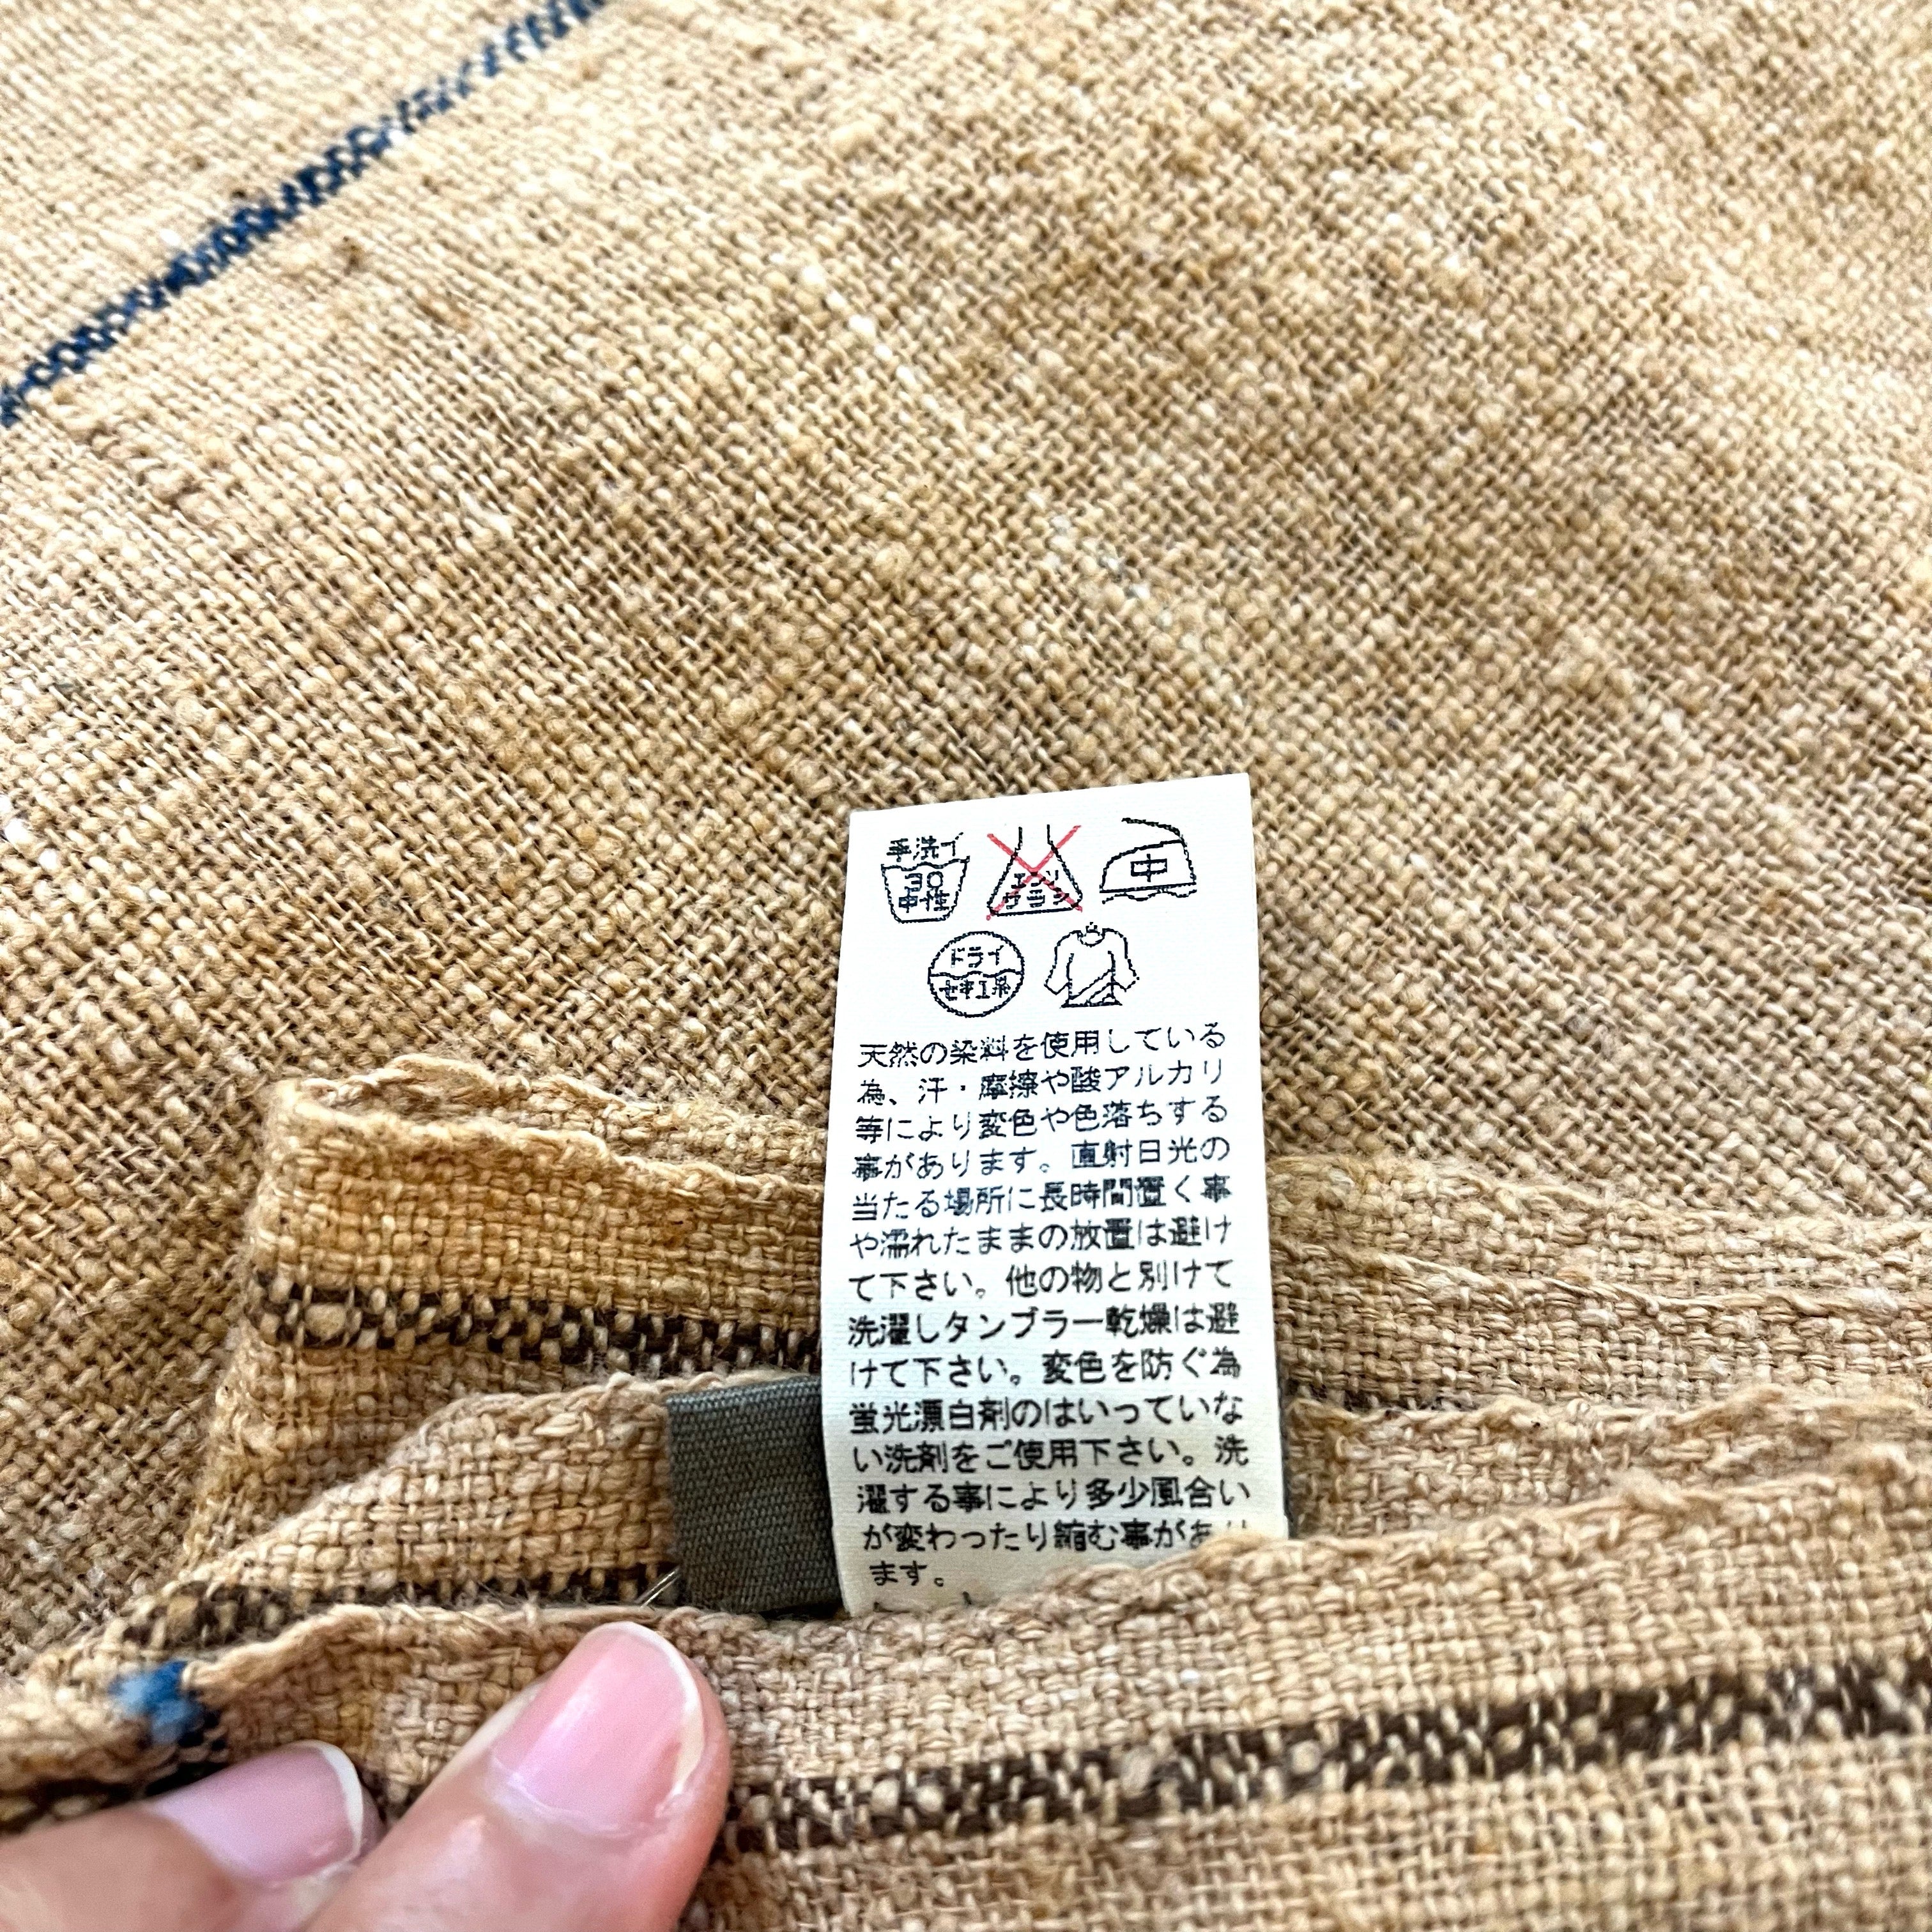 手洗イ
30
中性
エンソ
サラシ
中
ドライ
セキユ系
天然の染料を使用している
為、汗・摩擦や酸アルカリ
等により変色や色落ちする
事があります。直射日光の
当たる場所に長時間置く事
や濡れたままの放置は避け
て下さい。他の物と別けて
洗濯しタンブラー乾燥は避
けて下さい。変色を防ぐ為
蛍光漂白剤のはいっていな
い洗剤をご使用下さい。洗
濯する事により多少風合い
が変わったり縮む事があり
ます。